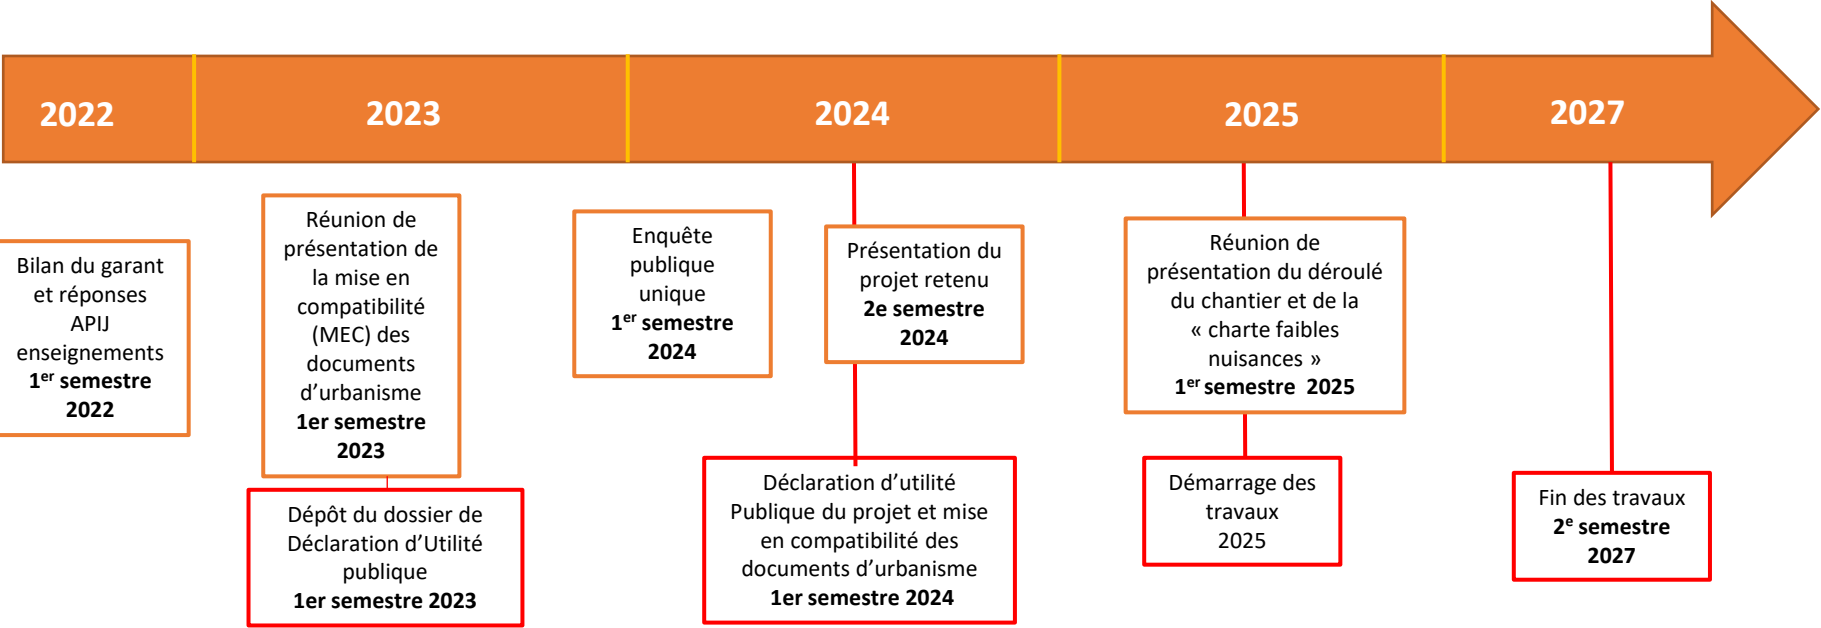 2022
2023
2024
2025
2027
Bilan du garant
et réponses
APIJ
enseignements
1er semestre
2022
Réunion de
présentation de
la mise en
compatibilité
(MEC) des
documents
d’urbanisme
1er semestre
2023
Dépôt du dossier de
Déclaration d’Utilité
publique
1er semestre 2023
Enquête
publique
unique
1er semestre
2024
Présentation du
projet retenu
2e semestre
2024
Déclaration d’utilité
Publique du projet et mise
en compatibilité des
documents d’urbanisme
1er semestre 2024
Réunion de
présentation du déroulé
du chantier et de la
« charte faibles
nuisances »
1er semestre  2025
Démarrage des
travaux
2025
Fin des travaux
2e semestre
2027